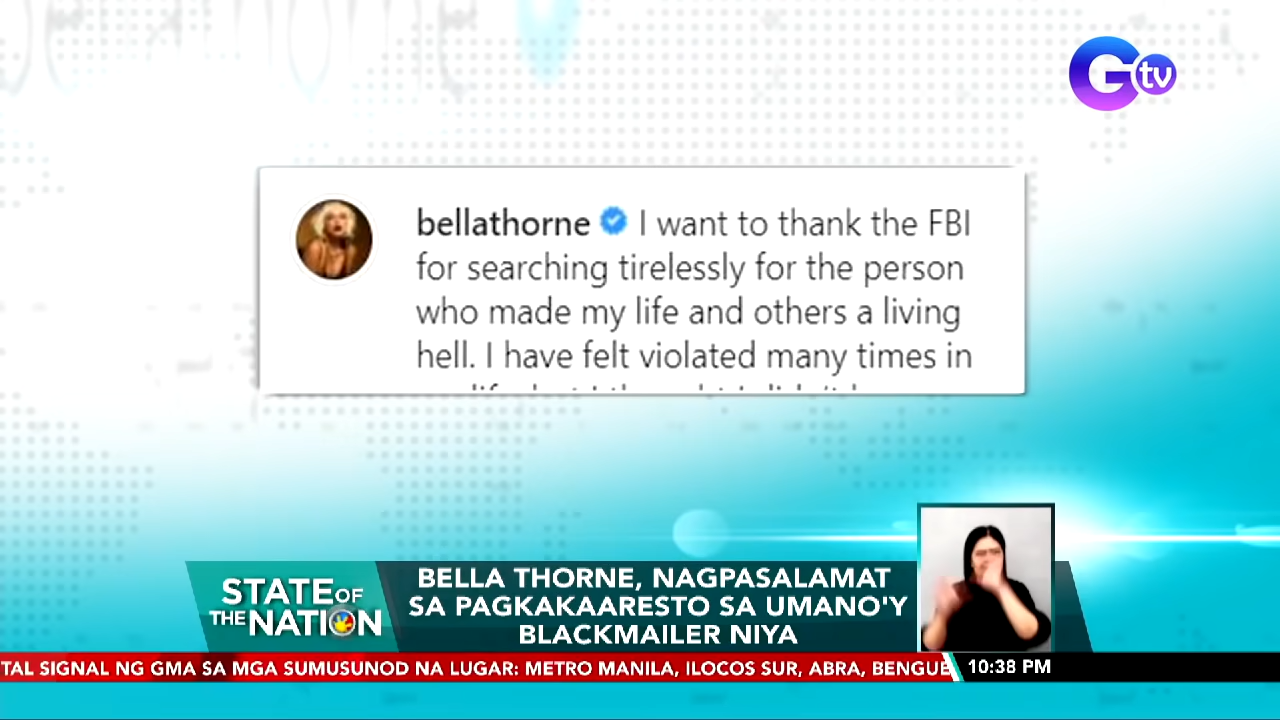 Gtv
bellathorne I want to thank the FBI
for searching tirelessly for the person
who made my life and others a living
hell. I have felt violated many times in
STATE OF
THE NATION
BELLA THORNE, NAGPASALAMAT
SA PAGKAKAARESTO SA UMANO'Y
BLACKMAILER NIYA
TAL SIGNAL NG GMA SA MGA SUMUSUNOD NA LUGAR: METRO MANILA, ILOCOS SUR, ABRA, BENGUE
10:38 PM